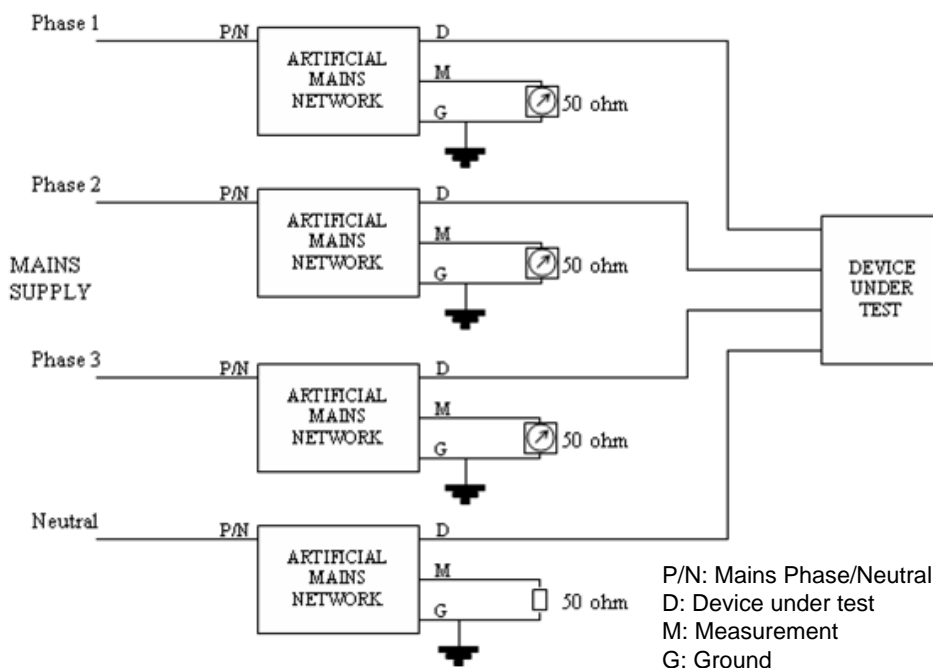 Phase 1
P/N
ARTIFICIAL
MAINS
NETWORK
D
M
G
50 ohm
Phase 2
P/N
ARTIFICIAL
MAINS
NETWORK
D
M
G
50 ohm
MAINS
SUPPLY
DEVICE
UNDER
TEST
Phase 3
P/N
ARTIFICIAL
MAINS
NETWORK
D
M
G
50 ohm
Neutral
P/N
ARTIFICIAL
MAINS
NETWORK
D
M
G
50 ohm
P/N: Mains Phase/Neutral
D: Device under test
M: Measurement
G: Ground